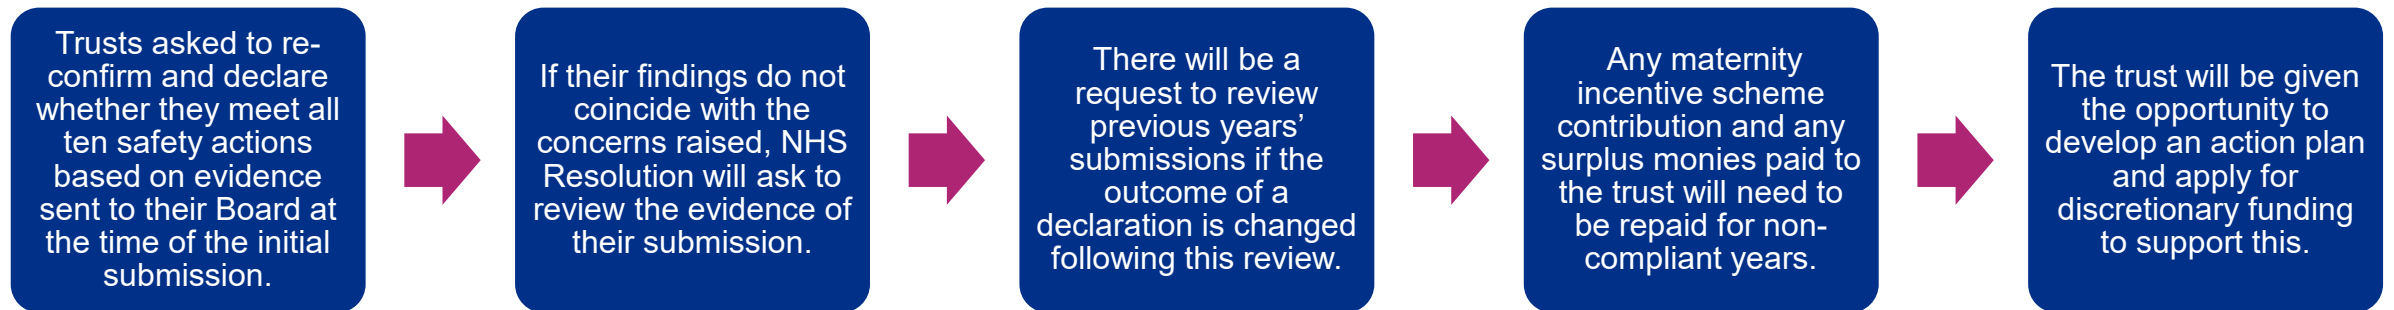 Trusts asked to re-
confirm and declare
whether they meet all
ten safety actions
based on evidence
sent to their Board at
the time of the initial
submission.
If their findings do not
coincide with the
concerns raised, NHS
Resolution will ask to
review the evidence of
their submission.
There will be a
request to review
previous years’
submissions if the
outcome of a
declaration is changed
following this review.
Any maternity
incentive scheme
contribution and any
surplus monies paid to
the trust will need to
be repaid for non-
compliant years.
The trust will be given
the opportunity to
develop an action plan
and apply for
discretionary funding
to support this.